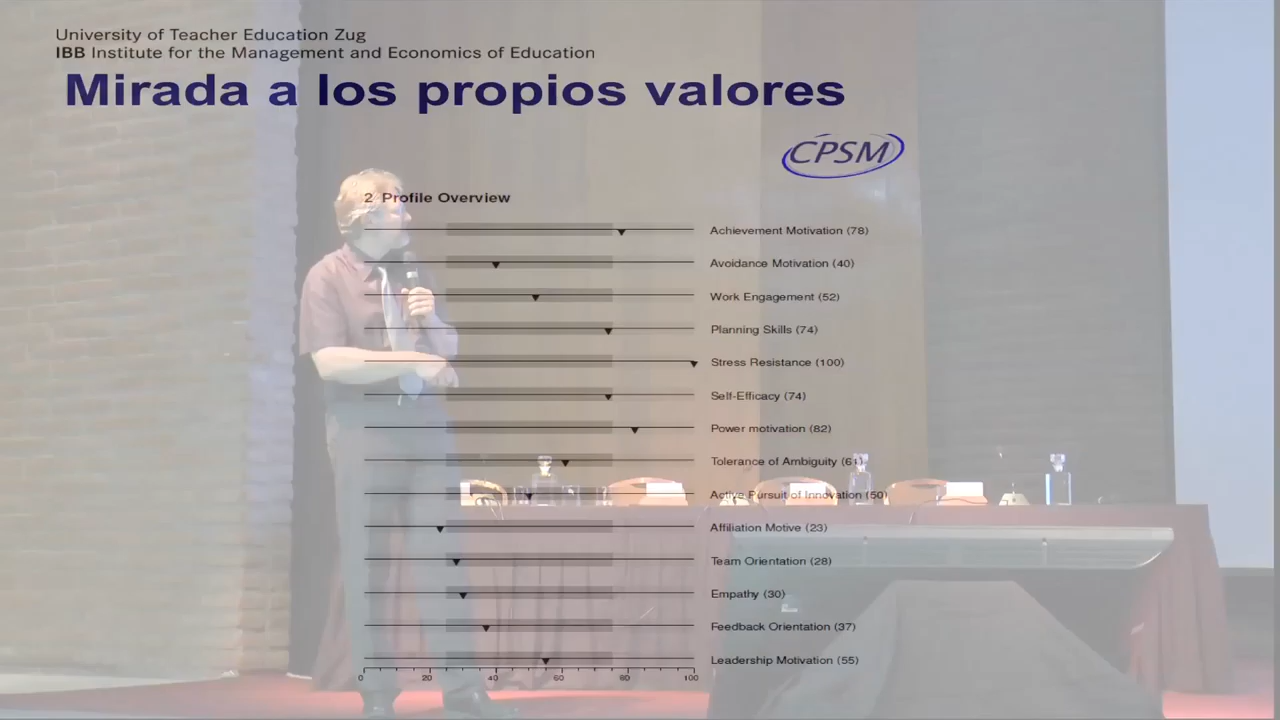 University of Teacher Education Zug
IBB Institute for the Management and Economics of Education
Mirada a los propios valores
CPSM
2 Profile Overview
Achievement Motivation (78)
Avoidance Motivation (40)
Work Engagement (52)
Planning Skills (74)
Stress Resistance (100)
Self-Efficacy (74)
Power motivation (82)
Tolerance of Ambiguity (61)
Active Pursuit of Innovation (50)
Affiliation Motive (23)
Team Orientation (28)
Empathy (30)
Feedback Orientation (37)
Leadership Motivation (55)
0 20 40 60 80 100